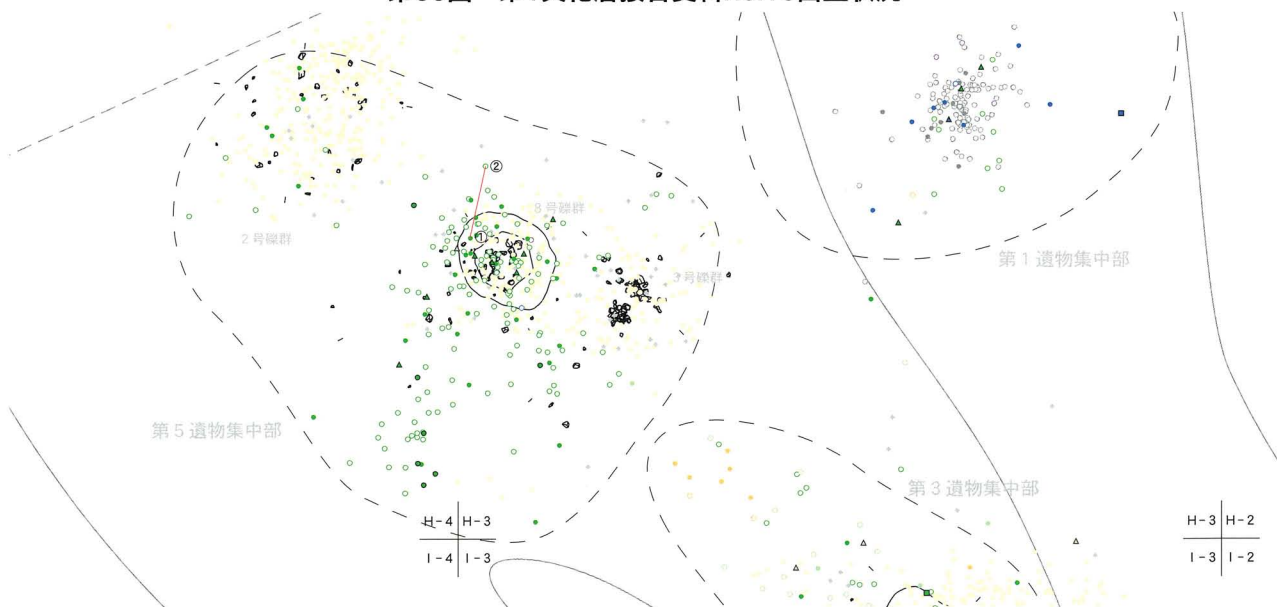 ②
8号礫群
2号礫群
①
3号礫群
第1遺物集中部
第5遺物集中部
第3遺物集中部
H-4 H-3
I-4 I-3
H-3 H-2
I-3 I-2